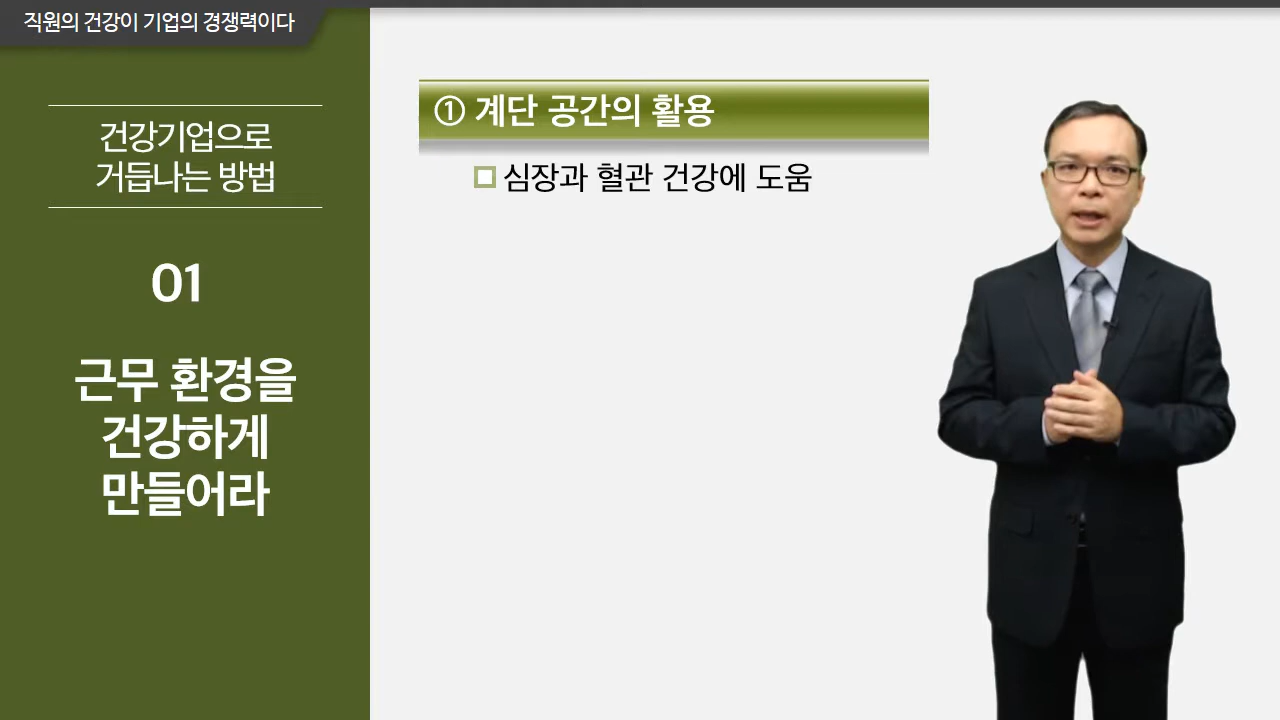 직원의 건강이 기업의 경쟁력이다
건강기업으로
거듭나는 방법
01
근무 환경을
건강하게
만들어라
① 계단 공간의 활용
심장과 혈관 건강에 도움